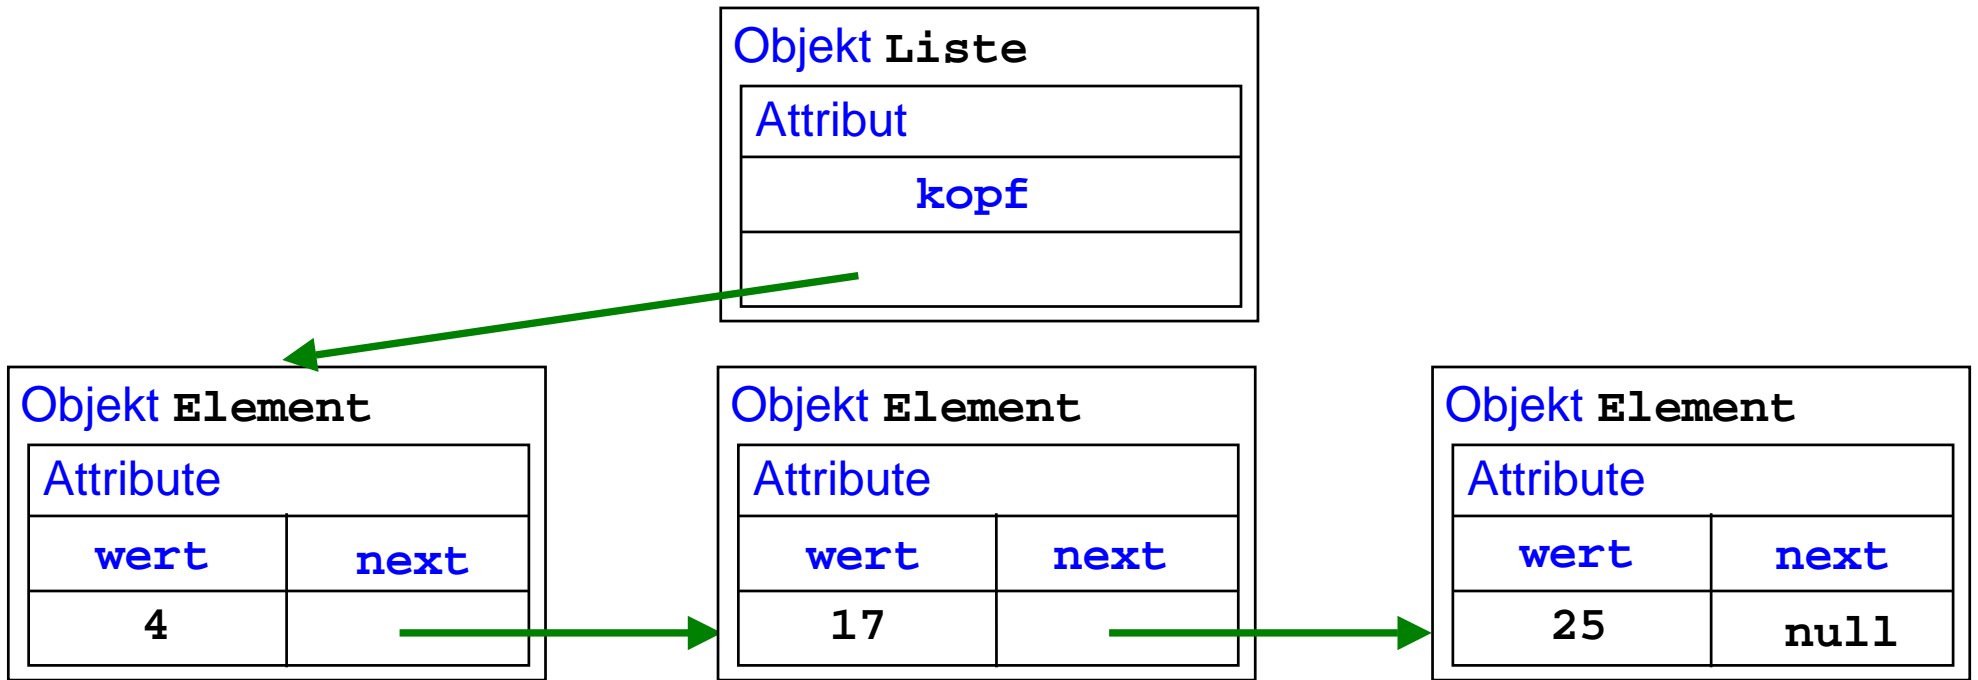 Objekt Liste
Attribut
kopf
Objekt Element
Attribute
wert next
4
Objekt Element
Attribute
wert next
17
Objekt Element
Attribute
wert next
25 null